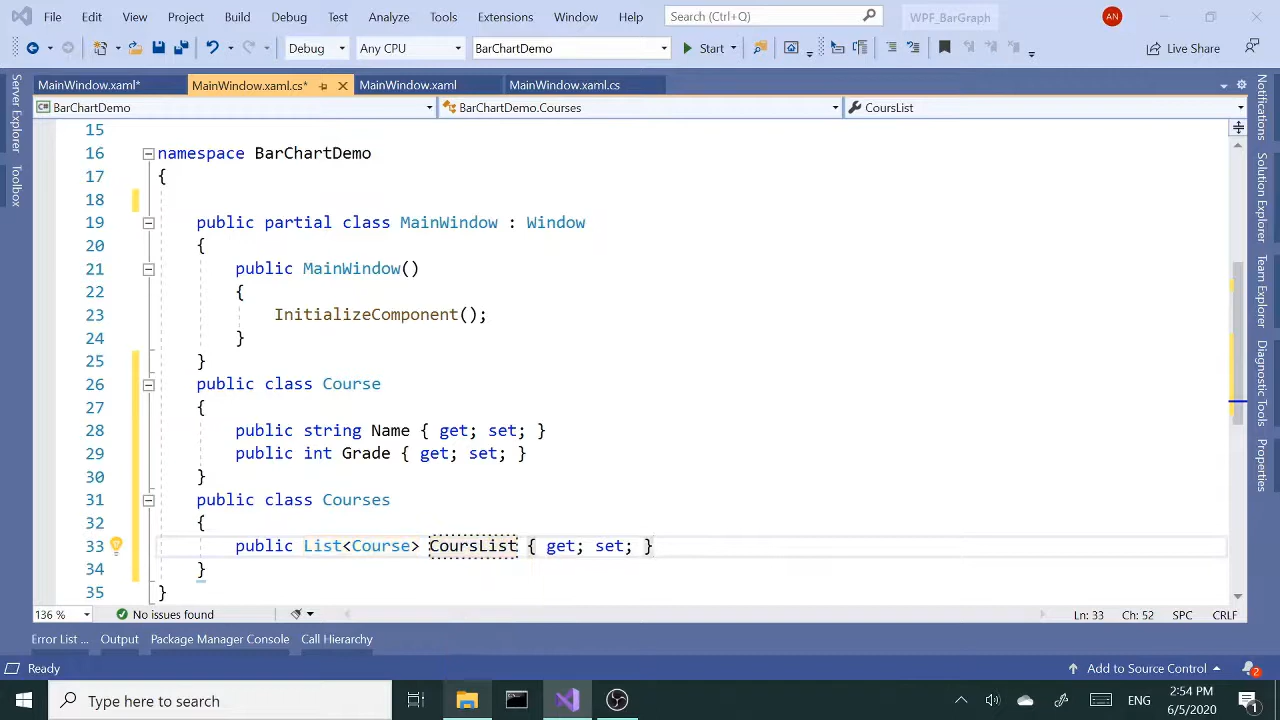 File Edit View Project Build Debug Test Analyze Tools Extensions Window Help Search (Ctrl+Q) WPF_BarGraph AN
Debug Any CPU BarChartDemo Start Live Share
MainWindow.xaml* MainWindow.xaml.cs* MainWindow.xaml MainWindow.xaml.cs
BarChartDemo BarChartDemo.Courses CoursList
15
16 namespace BarChartDemo
17 {
18
19 public partial class MainWindow : Window
20 {
21 public MainWindow()
22 {
23 InitializeComponent();
24 }
25 }
26 public class Course
27 {
28 public string Name { get; set; }
29 public int Grade { get; set; }
30 }
31 public class Courses
32 {
33 public List<Course> CoursList { get; set; }
34 }
35 }
Server Explorer
Toolbox
Notifications
Solution Explorer
Team Explorer
Diagnostic Tools
Properties
136 % No issues found Ln: 33 Ch: 52 SPC CRLF
Error List ... Output Package Manager Console Call Hierarchy
Ready Add to Source Control 2
Type here to search ENG 2:54 PM
6/5/2020 1